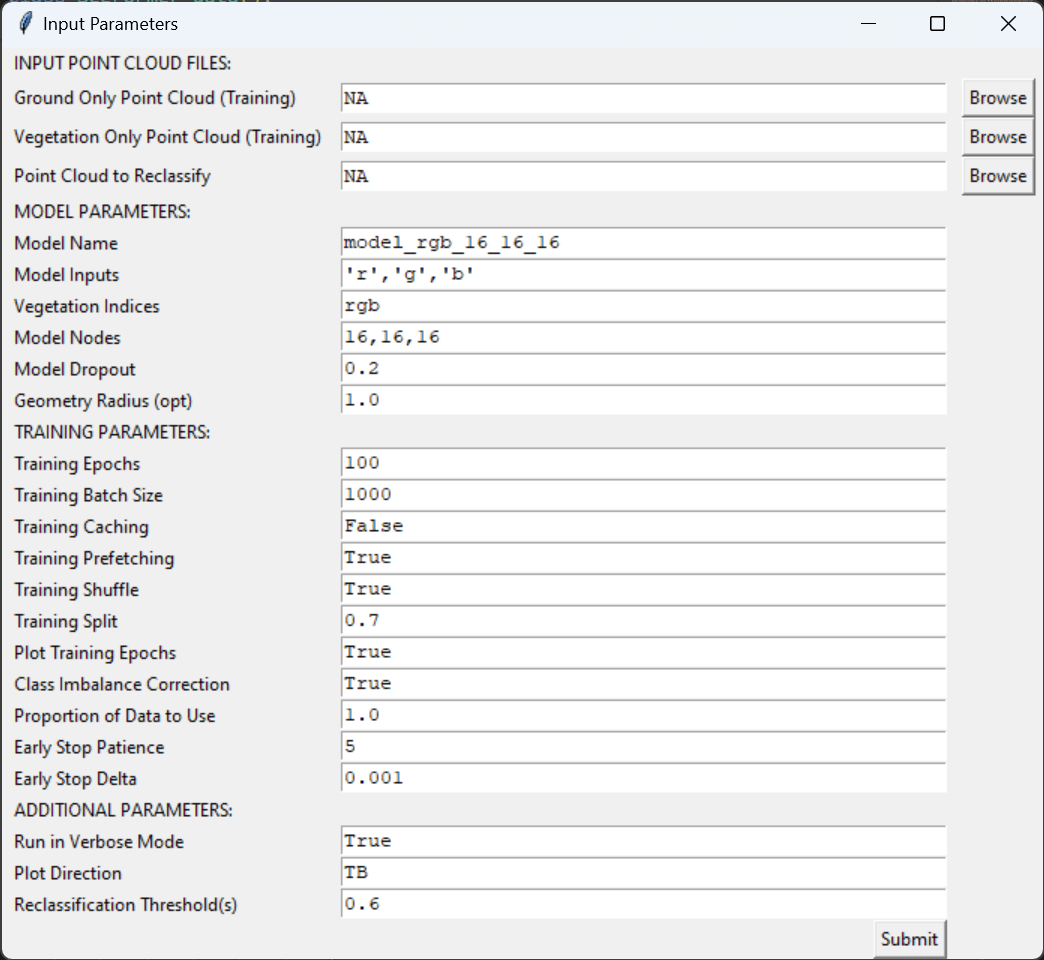 Input Parameters
INPUT POINT CLOUD FILES:
Ground Only Point Cloud (Training) NA Browse
Vegetation Only Point Cloud (Training) NA Browse
Point Cloud to Reclassify NA Browse
MODEL PARAMETERS:
Model Name model_rgb_16_16_16
Model Inputs 'r','g','b'
Vegetation Indices rgb
Model Nodes 16,16,16
Model Dropout 0.2
Geometry Radius (opt) 1.0
TRAINING PARAMETERS:
Training Epochs 100
Training Batch Size 1000
Training Caching False
Training Prefetching True
Training Shuffle True
Training Split 0.7
Plot Training Epochs True
Class Imbalance Correction True
Proportion of Data to Use 1.0
Early Stop Patience 5
Early Stop Delta 0.001
ADDITIONAL PARAMETERS:
Run in Verbose Mode True
Plot Direction TB
Reclassification Threshold(s) 0.6
Submit